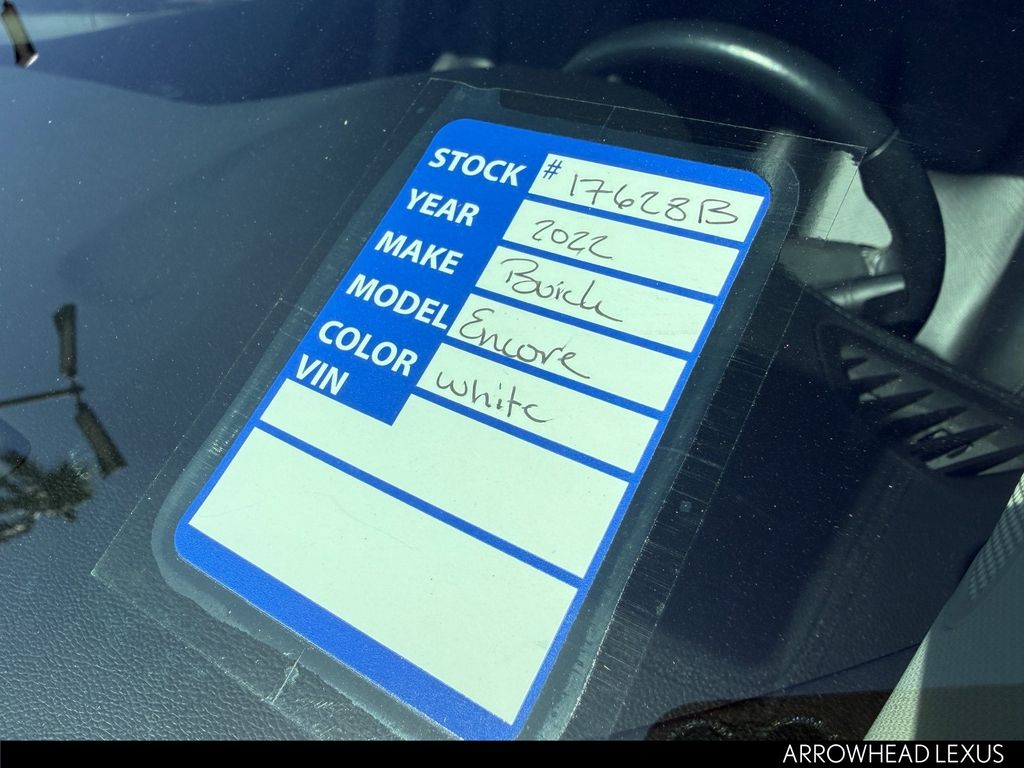 STOCK # 17628B
YEAR 2022
MAKE Buick
MODEL Encore
COLOR white
VIN
ARROWHEAD LEXUS